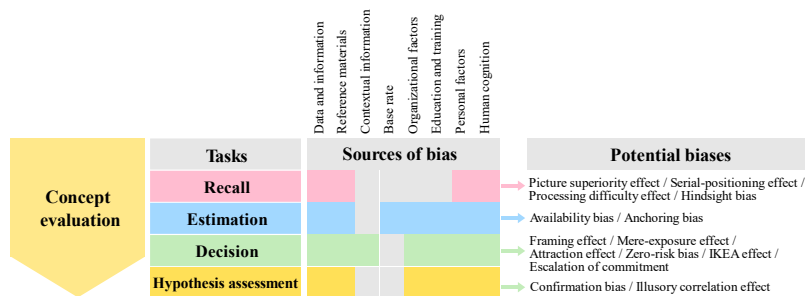 Data and information
Reference materials
Contextual information
Base rate
Organizational factors
Education and training
Personal factors
Human cognition
Concept
evaluation
Tasks
Sources of bias
Potential biases
Recall
Picture superiority effect / Serial-positioning effect /
Processing difficulty effect / Hindsight bias
Estimation
Availability bias / Anchoring bias
Decision
Framing effect / Mere-exposure effect /
Attraction effect / Zero-risk bias / IKEA effect /
Escalation of commitment
Hypothesis assessment
Confirmation bias / Illusory correlation effect